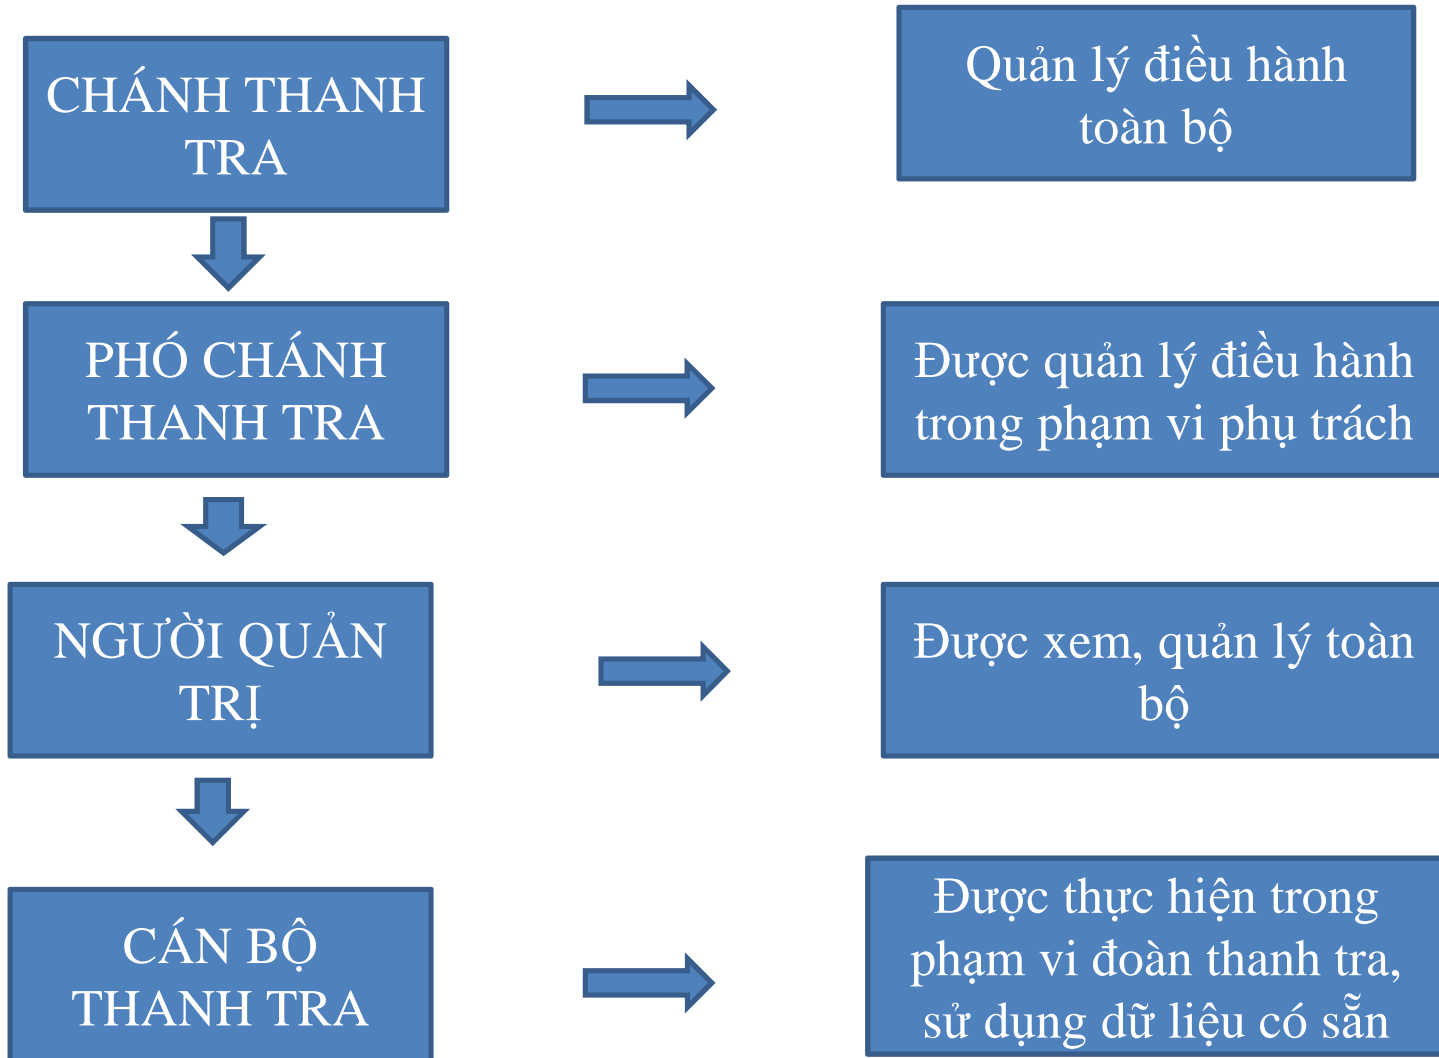 CHÁNH THANH
TRA
Quản lý điều hành
toàn bộ
PHÓ CHÁNH
THANH TRA
Được quản lý điều hành
trong phạm vi phụ trách
NGƯỜI QUẢN
TRỊ
Được xem, quản lý toàn
bộ
CÁN BỘ
THANH TRA
Được thực hiện trong
phạm vi đoàn thanh tra,
sử dụng dữ liệu có sẵn